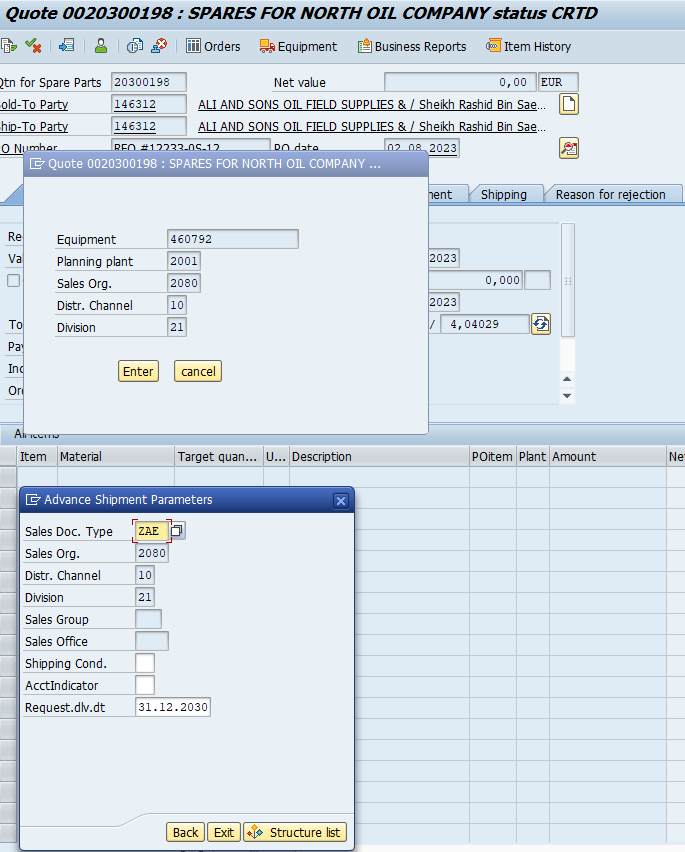 Quote 0020300198 : SPARES FOR NORTH OIL COMPANY status CRTD
Orders Equipment Business Reports Item History
Qtn for Spare Parts 20300198 Net value 0,00 EUR
Sold-To Party 146312 ALI AND SONS OIL FIELD SUPPLIES & / Sheikh Rashid Bin Sae...
Ship-To Party 146312 ALI AND SONS OIL FIELD SUPPLIES & / Sheikh Rashid Bin Sae...
PO Number RFQ #12233-0S-12 PO date 02.08.2023
Quote 0020300198 : SPARES FOR NORTH OIL COMPANY ...
ment Shipping Reason for rejection
Equipment 460792
Planning plant 2001
Sales Org. 2080
Distr. Channel 10
Division 21
Enter cancel
Re
Val
To
Pay
Inc
Or
2023
0,000
2023
/ 4,04029
All items
Item Material Target quan... U... Description POitem Plant Amount Ne
Advance Shipment Parameters
Sales Doc. Type ZAE
Sales Org. 2080
Distr. Channel 10
Division 21
Sales Group
Sales Office
Shipping Cond.
AcctIndicator
Request.dlv.dt 31.12.2030
Back Exit Structure list